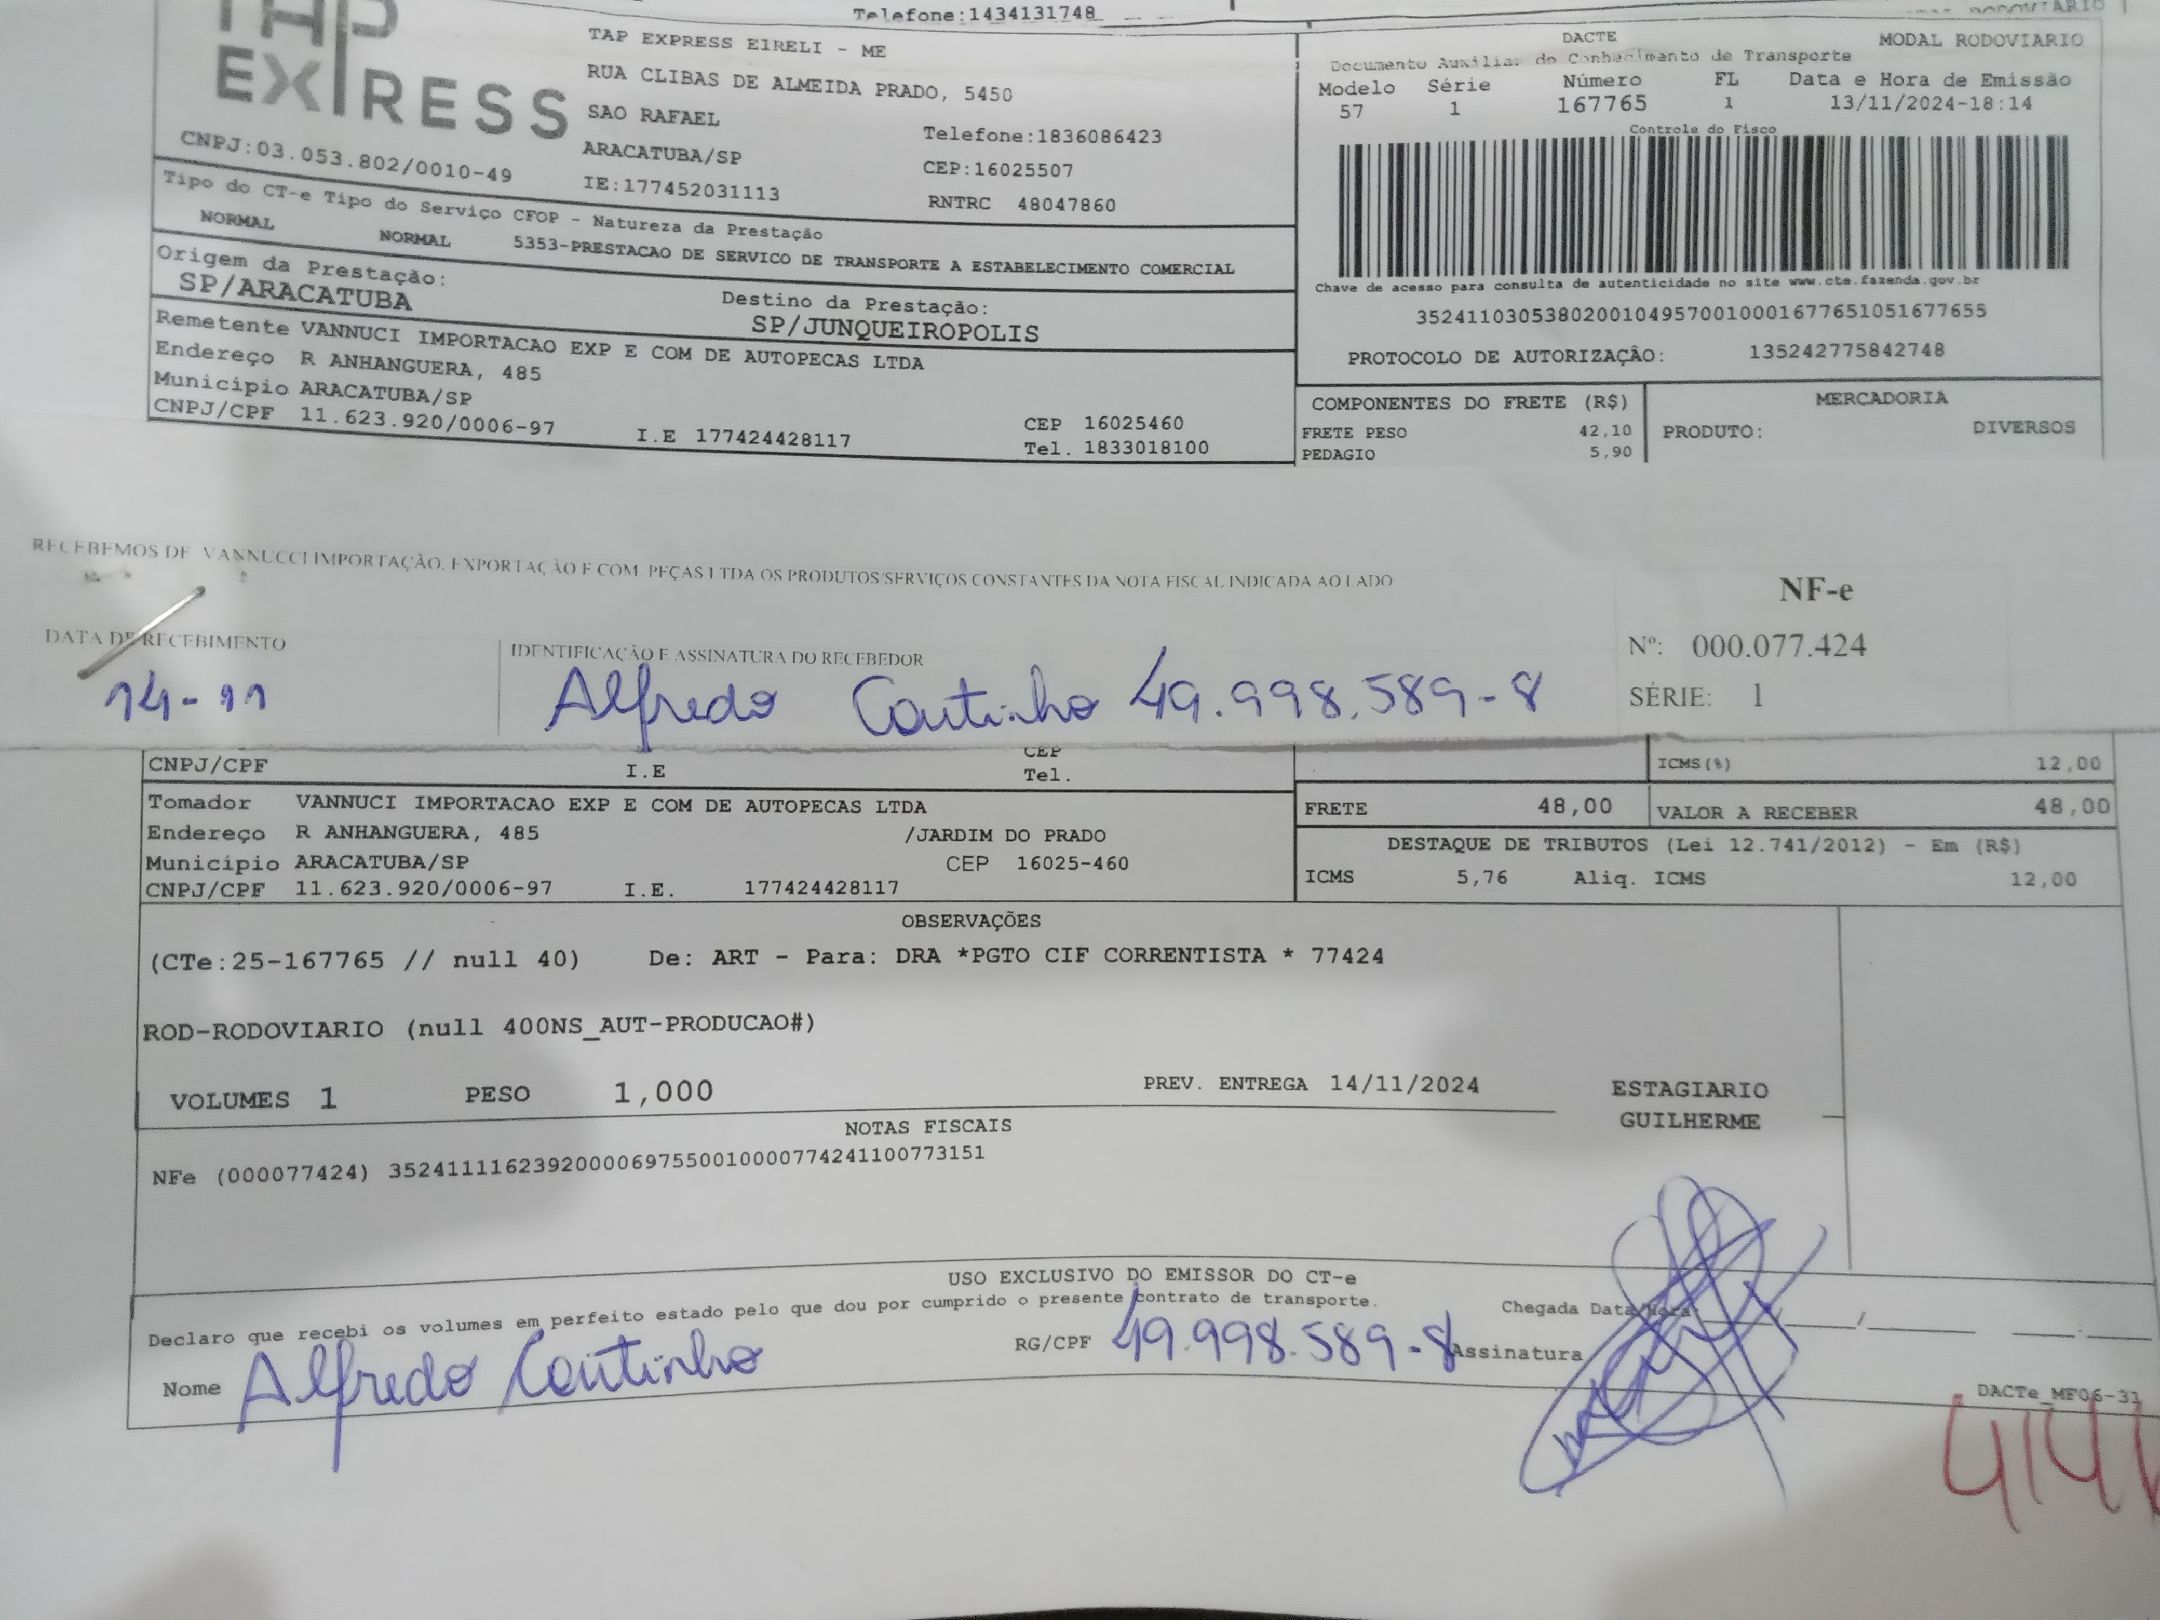 Telefone:1434131748
TAP
EXPRESS
CNPJ:03.053.802/0010-49
TAP EXPRESS EIRELI - ME
RUA CLIBAS DE ALMEIDA PRADO, 5450
SAO RAFAEL
Telefone:1836086423
ARACATUBA/SP
CEP:16025507
IE:177452031113
RNTRC 48047860
DACTE
MODAL RODOVIARIO
Documento Auxiliar do Conhecimento de Transporte
Modelo Série Número FL Data e Hora de Emissão
57 1 167765 1 13/11/2024-18:14
Controle do Fisco
Chave de acesso para consulta de autenticidade no site www.cte.fazenda.gov.br
35241103053802001049570010001677651051677655
PROTOCOLO DE AUTORIZAÇÃO: 135242775842748
Tipo do CT-e Tipo do Serviço CFOP - Natureza da Prestação
NORMAL NORMAL 5353-PRESTACAO DE SERVICO DE TRANSPORTE A ESTABELECIMENTO COMERCIAL
Origem da Prestação:
SP/ARACATUBA
Destino da Prestação:
SP/JUNQUEIROPOLIS
Remetente VANNUCI IMPORTACAO EXP E COM DE AUTOPECAS LTDA
Endereço R ANHANGUERA, 485
Município ARACATUBA/SP
CEP 16025460
CNPJ/CPF 11.623.920/0006-97 I.E 177424428117 Tel. 1833018100
COMPONENTES DO FRETE (R$)
FRETE PESO 42,10
PEDAGIO 5,90
MERCADORIA
PRODUTO: DIVERSOS
RECEBEMOS DE VANNUCCI IMPORTAÇÃO, EXPORTAÇÃO E COM. PEÇAS LTDA OS PRODUTOS/SERVIÇOS CONSTANTES DA NOTA FISCAL INDICADA AO LADO
NF-e
Nº: 000.077.424
SÉRIE: 1
DATA DE RECEBIMENTO
14-11
IDENTIFICAÇÃO E ASSINATURA DO RECEBEDOR
Alfredo Coutinho 49.998.589-8
CEP
CNPJ/CPF I.E Tel.
ICMS(%) 12,00
Tomador VANNUCI IMPORTACAO EXP E COM DE AUTOPECAS LTDA
Endereço R ANHANGUERA, 485 /JARDIM DO PRADO
Município ARACATUBA/SP CEP 16025-460
CNPJ/CPF 11.623.920/0006-97 I.E. 177424428117
FRETE 48,00 VALOR A RECEBER 48,00
DESTAQUE DE TRIBUTOS (Lei 12.741/2012) - Em (R$)
ICMS 5,76 Aliq. ICMS 12,00
OBSERVAÇÕES
(CTe:25-167765 // null 40) De: ART - Para: DRA *PGTO CIF CORRENTISTA * 77424
ROD-RODOVIARIO (null 400NS_AUT-PRODUCAO#)
VOLUMES 1 PESO 1,000 PREV. ENTREGA 14/11/2024
ESTAGIARIO
GUILHERME
NOTAS FISCAIS
NFe (000077424) 35241111623920000697550010000774241100773151
USO EXCLUSIVO DO EMISSOR DO CT-e
Declaro que recebi os volumes em perfeito estado pelo que dou por cumprido o presente contrato de transporte.
Chegada Data/Hora
Nome Alfredo Coutinho RG/CPF 49.998.589-8 Assinatura
DACTe_MF06-31